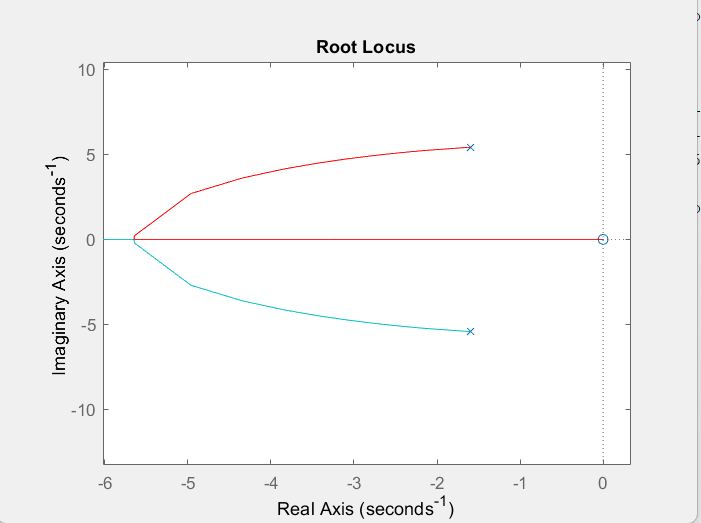 Root Locus
10
5
0
-5
-10
Imaginary Axis (seconds⁻¹)
-6 -5 -4 -3 -2 -1 0
Real Axis (seconds⁻¹)